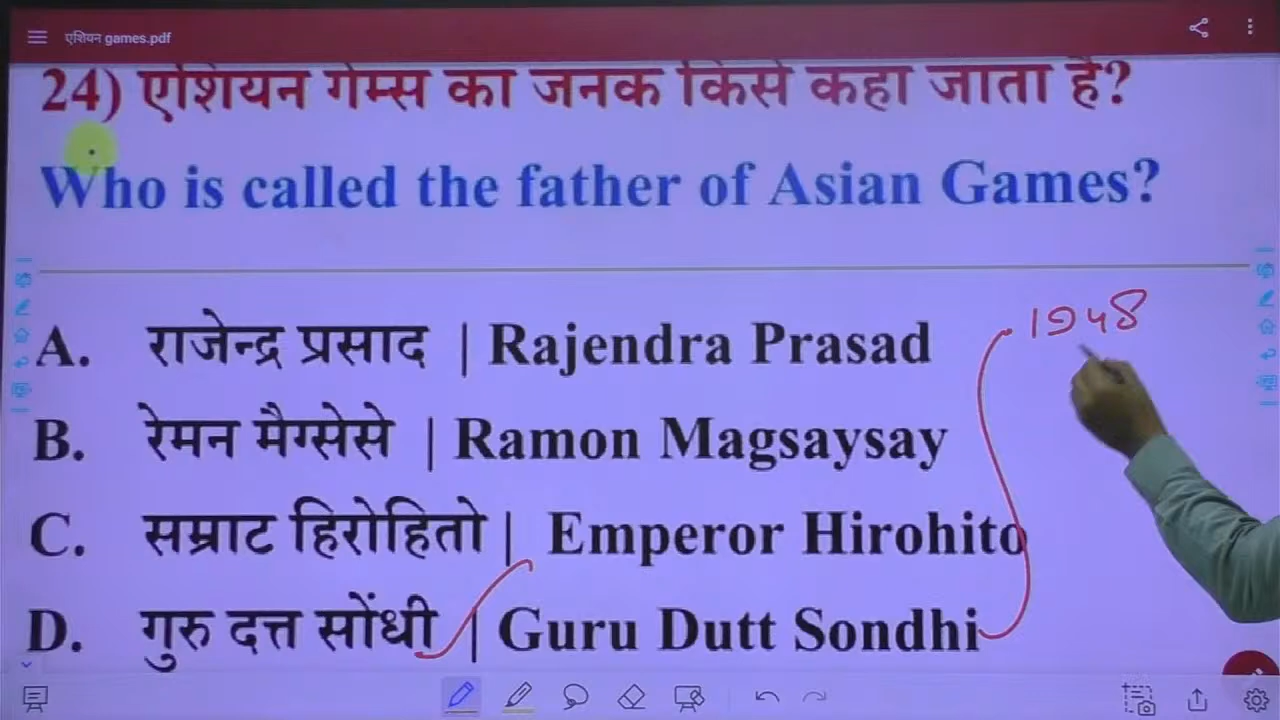 एशियन games.pdf
24) एशियन गेम्स का जनक किसे कहा जाता है?
Who is called the father of Asian Games?
A. राजेन्द्र प्रसाद | Rajendra Prasad
1948
B. रेमन मैग्सेसे | Ramon Magsaysay
C. सम्राट हिरोहितो | Emperor Hirohito
D. गुरु दत्त सोंधी | Guru Dutt Sondhi